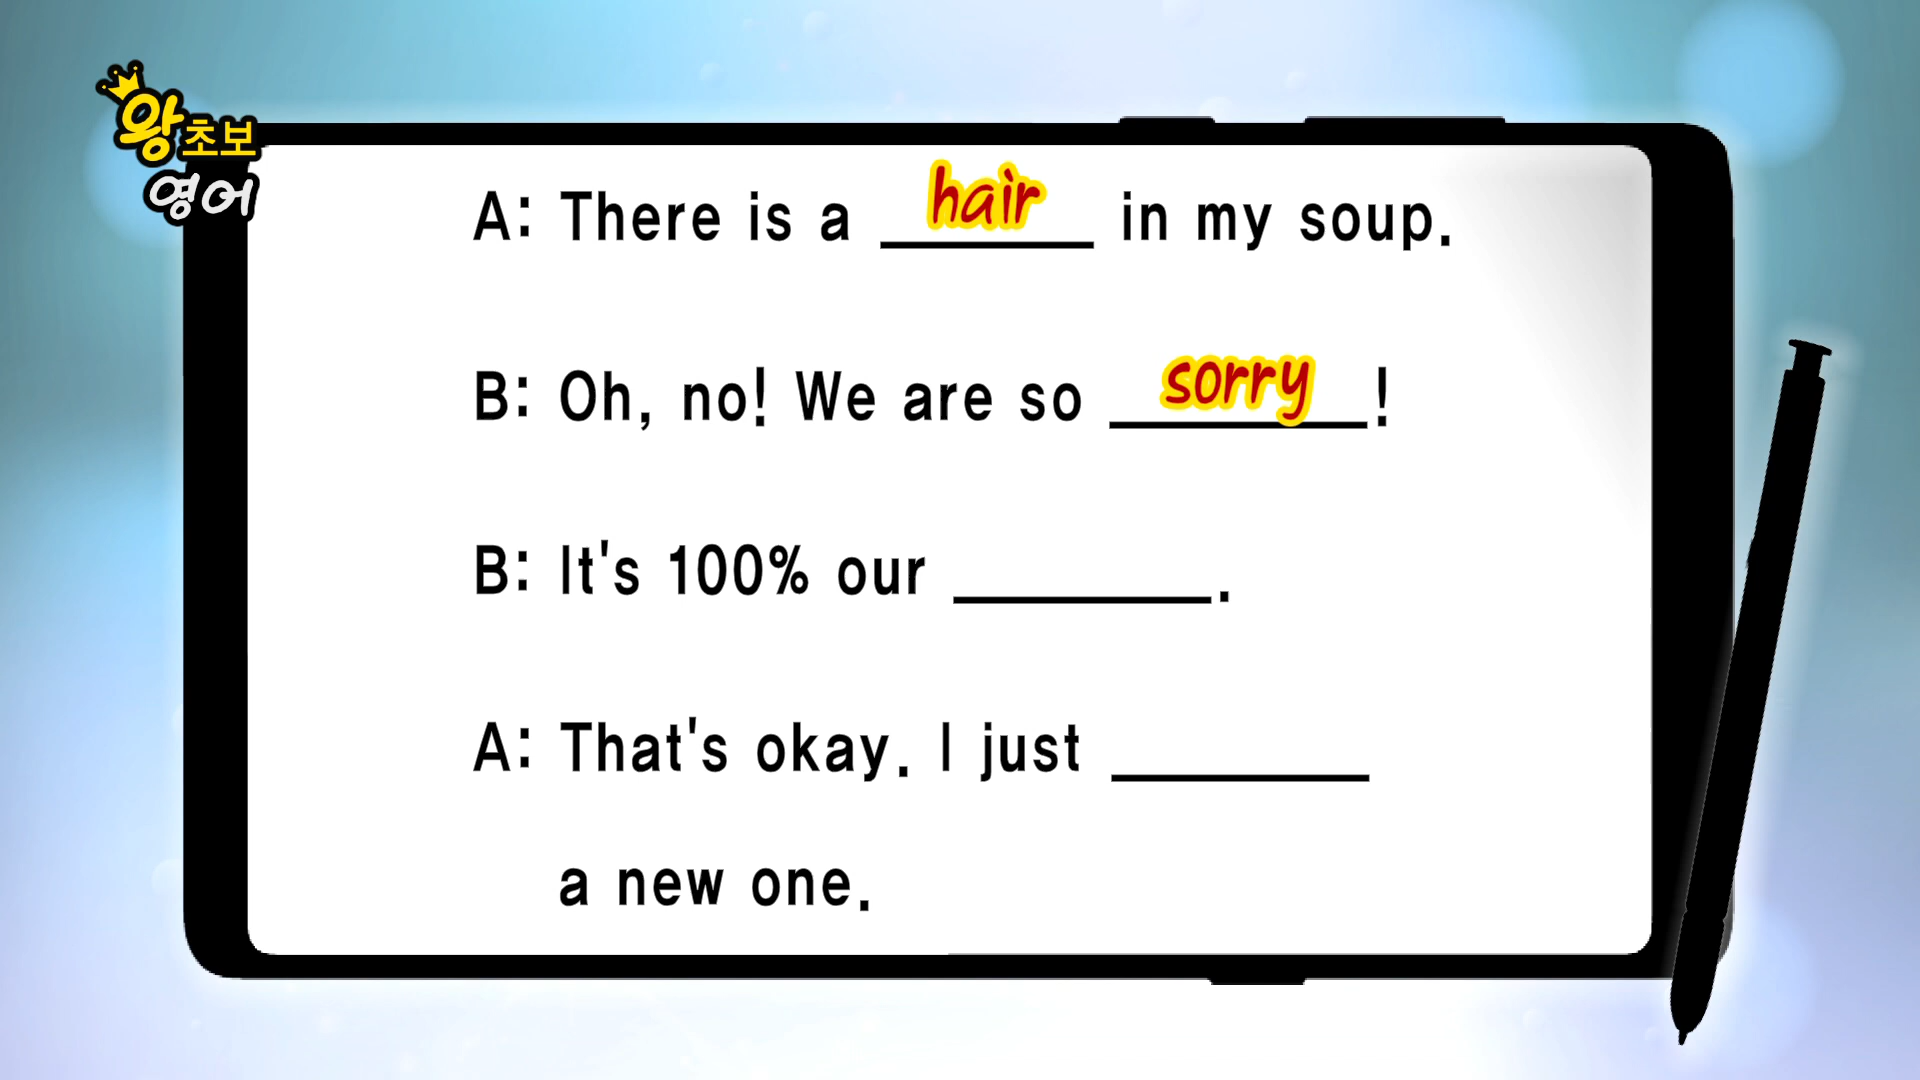 왕초보
영어
A: There is a hair in my soup.
B: Oh, no! We are so sorry!
B: It's 100% our ________.
A: That's okay. I just ________
a new one.